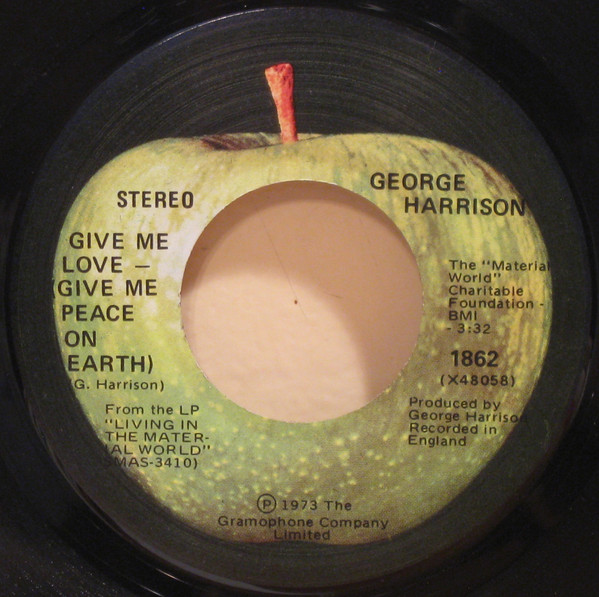 STEREO
GEORGE
HARRISON
GIVE ME
LOVE –
(GIVE ME
PEACE
ON
EARTH)
(G. Harrison)
From the LP
"LIVING IN
THE MATER-
IAL WORLD"
(SMAS-3410)
The "Material
World"
Charitable
Foundation -
BMI
- 3:32
1862
(X48058)
Produced by
George Harrison
Recorded in
England
℗ 1973 The
Gramophone Company
Limited